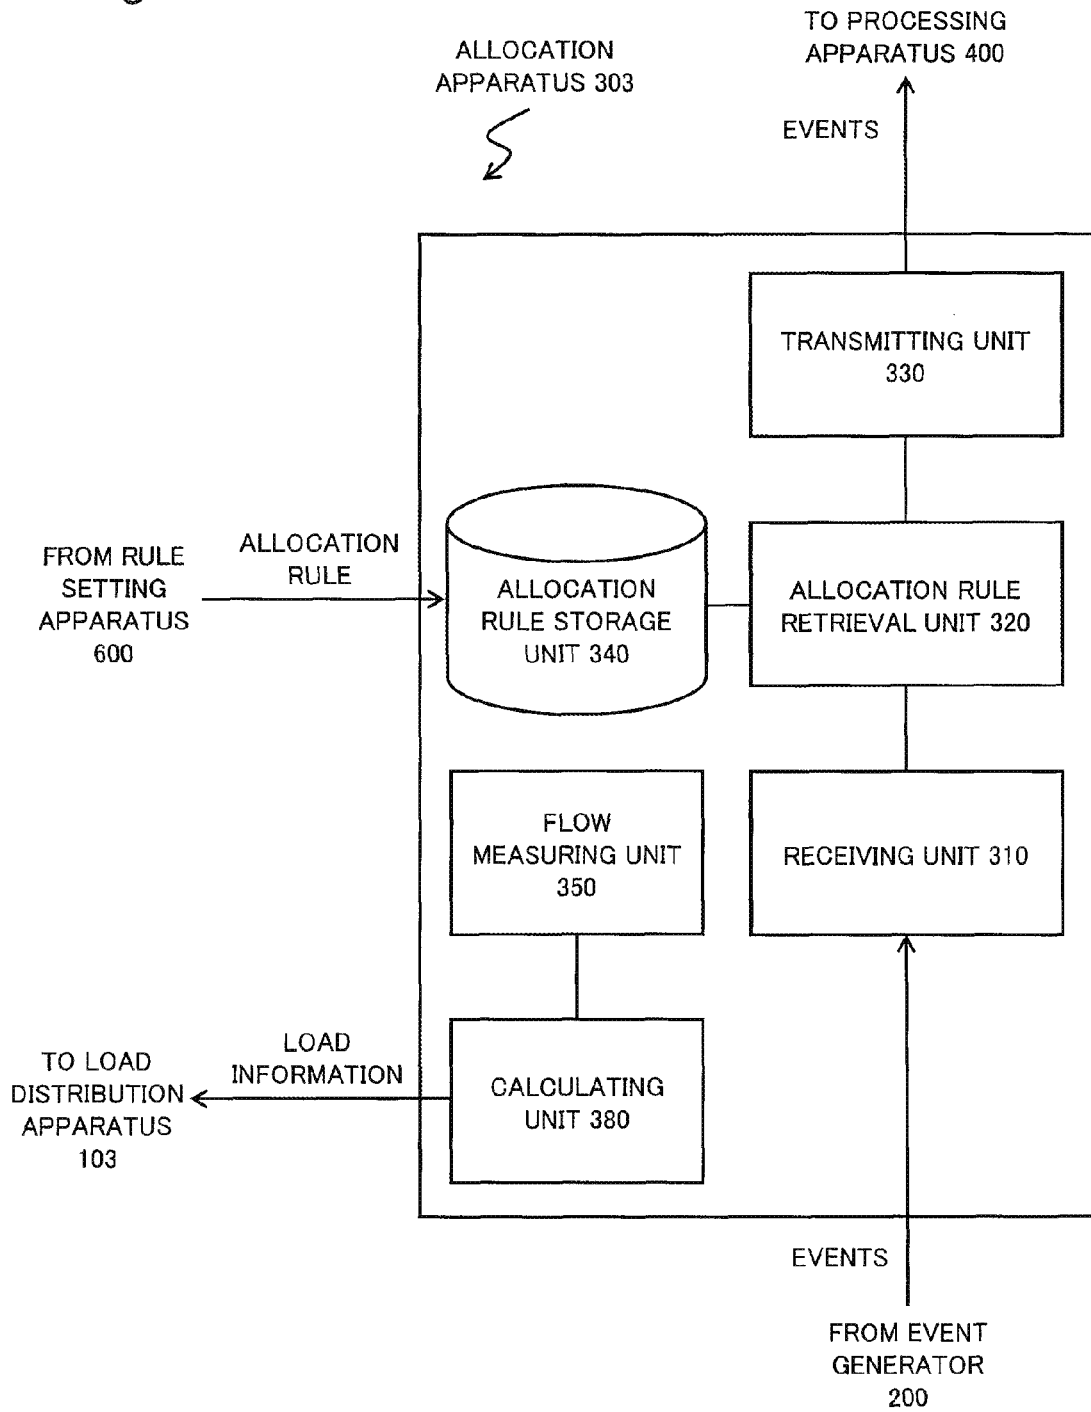 TO PROCESSING
APPARATUS 400
ALLOCATION
APPARATUS 303
EVENTS
TRANSMITTING UNIT
330
FROM RULE
SETTING
APPARATUS
600
ALLOCATION
RULE
ALLOCATION
RULE STORAGE
UNIT 340
ALLOCATION RULE
RETRIEVAL UNIT 320
FLOW
MEASURING UNIT
350
RECEIVING UNIT 310
TO LOAD
DISTRIBUTION
APPARATUS
103
LOAD
INFORMATION
CALCULATING
UNIT 380
EVENTS
FROM EVENT
GENERATOR
200